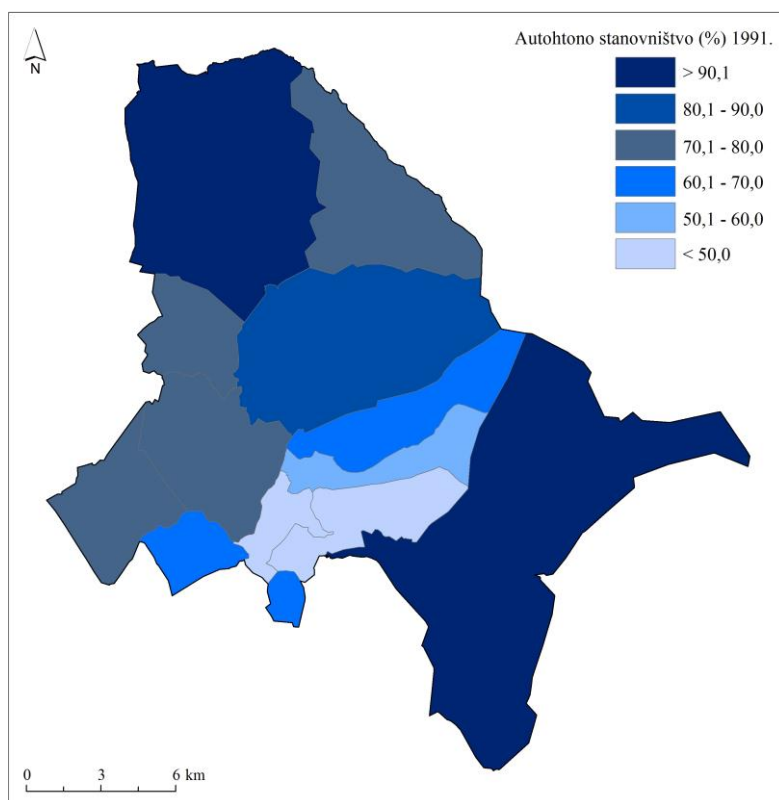 N
Autohtono stanovništvo (%) 1991.
> 90,1
80,1 - 90,0
70,1 - 80,0
60,1 - 70,0
50,1 - 60,0
< 50,0
0 3 6 km